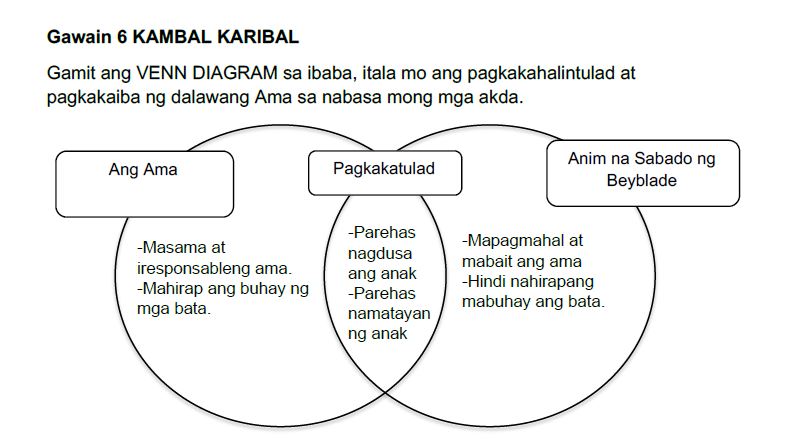 Gawain 6 KAMBAL KARIBAL
Gamit ang VENN DIAGRAM sa ibaba, itala mo ang pagkakahalintulad at
pagkakaiba ng dalawang Ama sa nabasa mong mga akda.
Ang Ama
Pagkakatulad
Anim na Sabado ng
Beyblade
-Masama at
iresponsableng ama.
-Mahirap ang buhay ng
mga bata.
-Parehas
nagdusa
ang anak
-Parehas
namatayan
ng anak
-Mapagmahal at
mabait ang ama
-Hindi nahirapang
mabuhay ang bata.